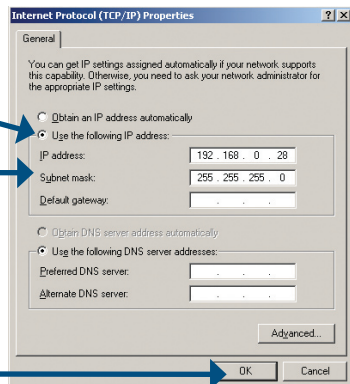 Internet Protocol (TCP/IP) Properties
General
You can get IP settings assigned automatically if your network supports
this capability. Otherwise, you need to ask your network administrator for
the appropriate IP settings.
Obtain an IP address automatically
Use the following IP address:
IP address: 192 . 168 . 0 . 28
Subnet mask: 255 . 255 . 255 . 0
Default gateway: . . .
Obtain DNS server address automatically
Use the following DNS server addresses:
Preferred DNS server: . . .
Alternate DNS server: . . .
Advanced...
OK Cancel